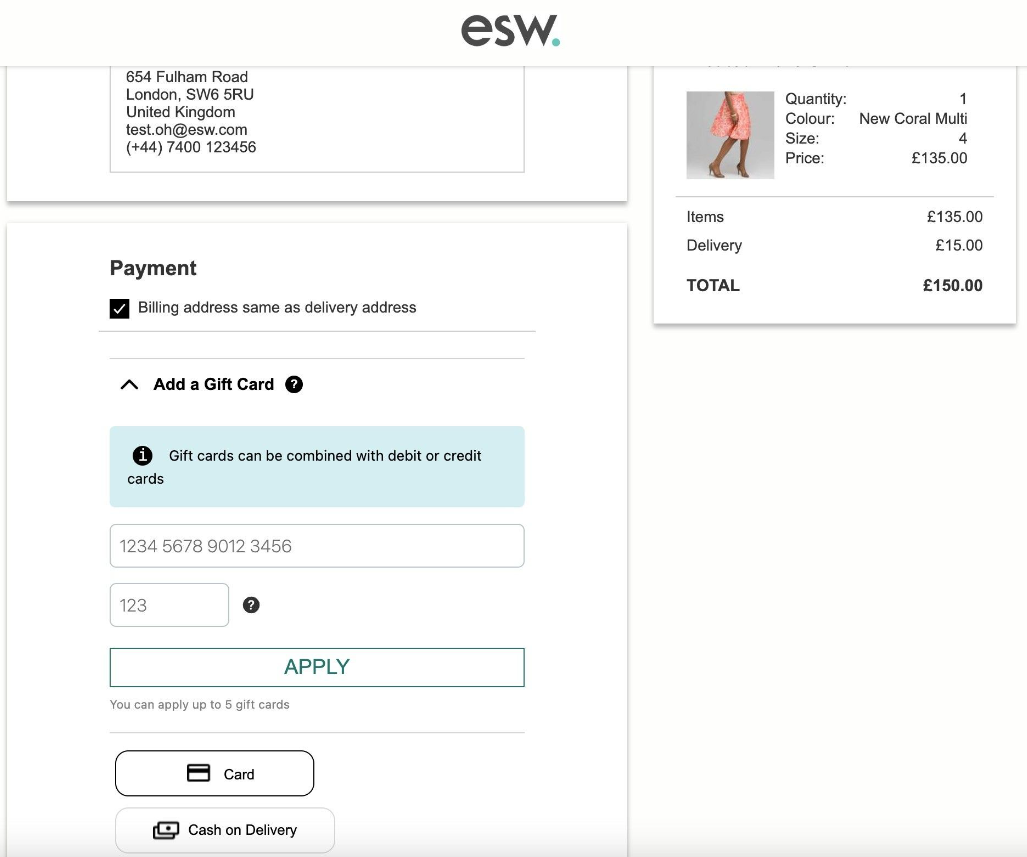 esw.
654 Fulham Road
London, SW6 5RU
United Kingdom
test.oh@esw.com
(+44) 7400 123456
Quantity: 1
Colour: New Coral Multi
Size: 4
Price: £135.00
Items £135.00
Delivery £15.00
TOTAL £150.00
Payment
Billing address same as delivery address
Add a Gift Card ?
i Gift cards can be combined with debit or credit
cards
1234 5678 9012 3456
123 ?
APPLY
You can apply up to 5 gift cards
Card
Cash on Delivery